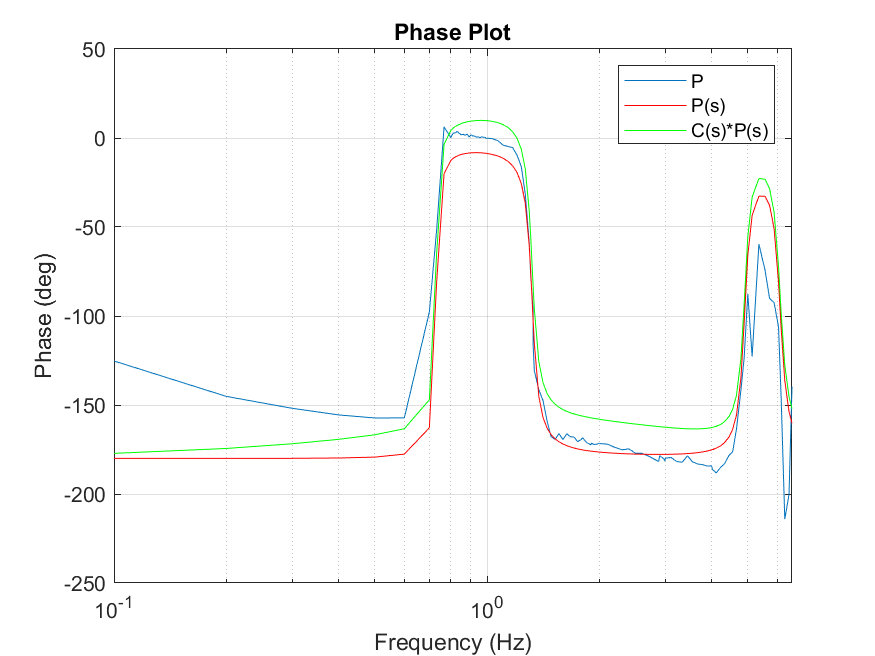 Phase Plot
P
P(s)
C(s)*P(s)
50
0
-50
-100
-150
-200
-250
Phase (deg)
10^-1 10^0
Frequency (Hz)